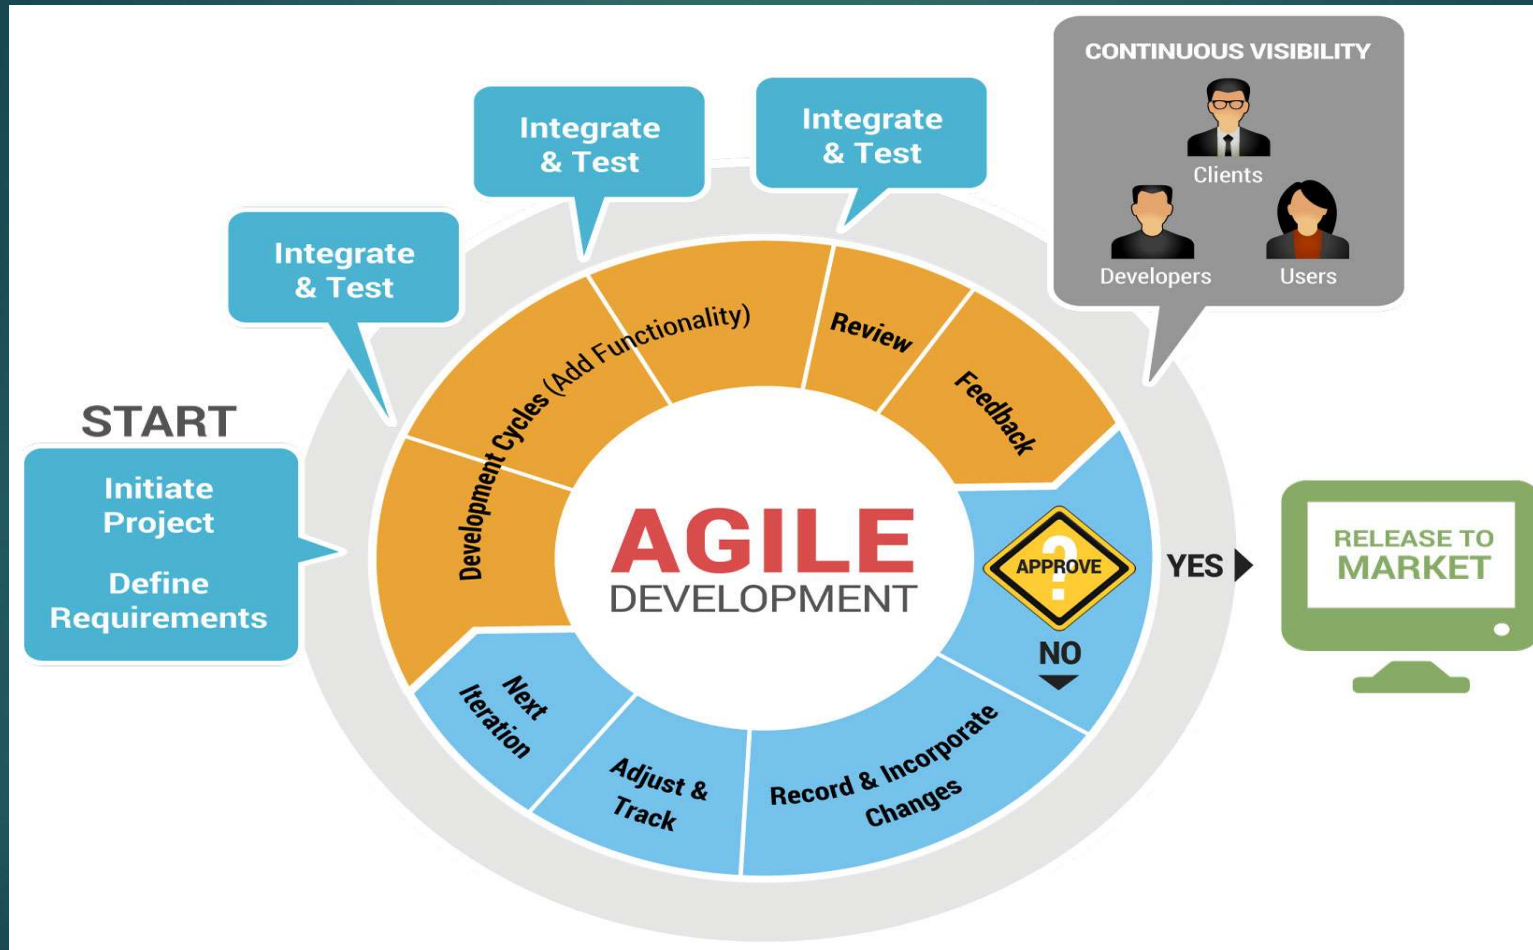 START
Initiate
Project
Define
Requirements
Integrate
& Test
Integrate
& Test
Integrate
& Test
CONTINUOUS VISIBILITY
Clients
Developers
Users
Development Cycles (Add Functionality)
Review
Feedback
AGILE
DEVELOPMENT
?
APPROVE
YES
NO
RELEASE TO
MARKET
Record & Incorporate
Changes
Adjust &
Track
Next
Iteration